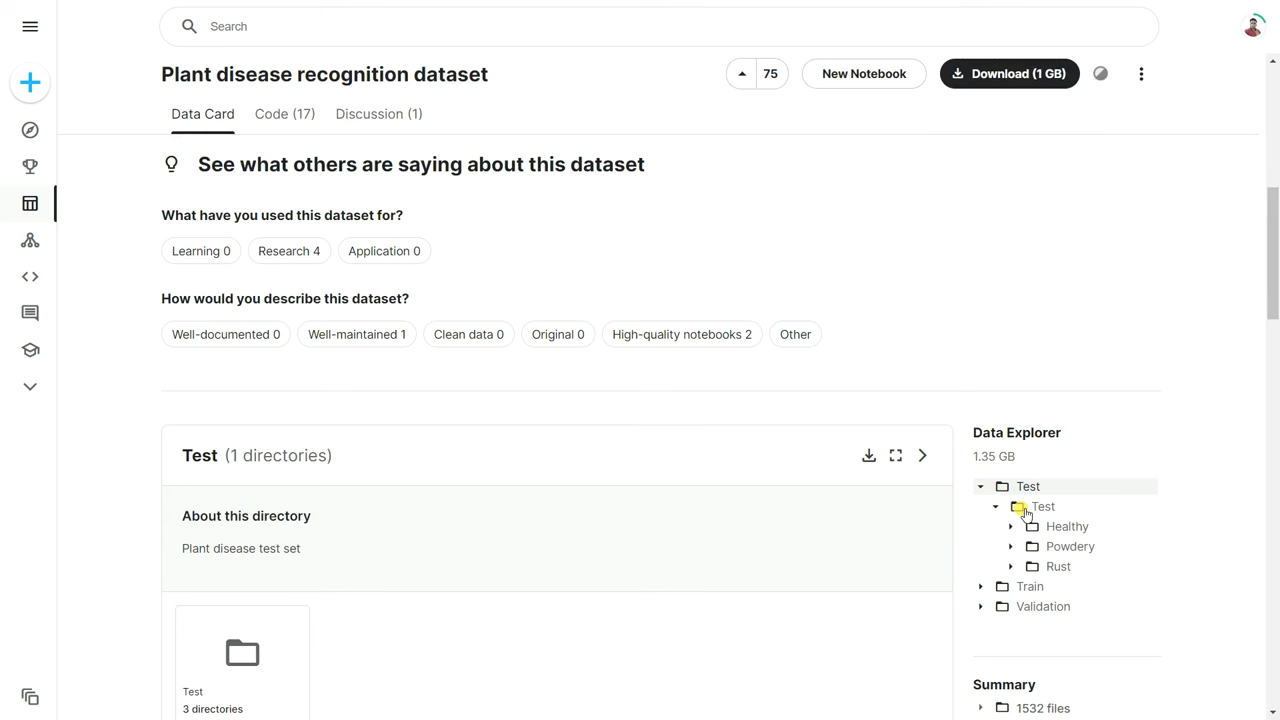 Search
Plant disease recognition dataset
75
New Notebook
Download (1 GB)
Data Card
Code (17)
Discussion (1)
See what others are saying about this dataset
What have you used this dataset for?
Learning 0
Research 4
Application 0
How would you describe this dataset?
Well-documented 0
Well-maintained 1
Clean data 0
Original 0
High-quality notebooks 2
Other
Test (1 directories)
About this directory
Plant disease test set
Test
3 directories
Data Explorer
1.35 GB
Test
Test
Healthy
Powdery
Rust
Train
Validation
Summary
1532 files